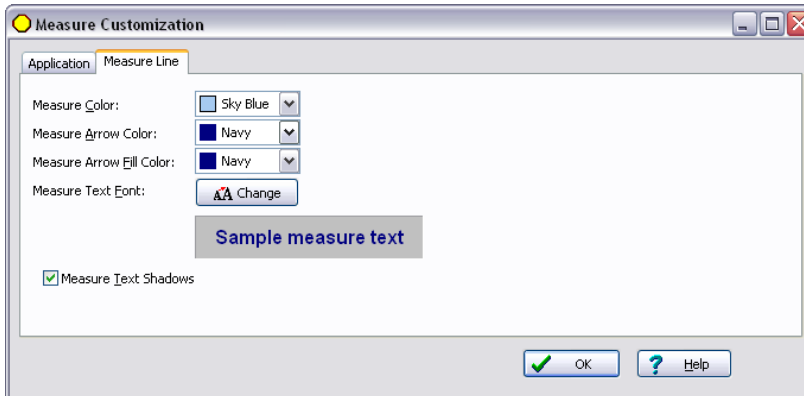 Measure Customization
Application Measure Line
Measure Color: Sky Blue
Measure Arrow Color: Navy
Measure Arrow Fill Color: Navy
Measure Text Font: AA Change
Sample measure text
Measure Text Shadows
OK ? Help